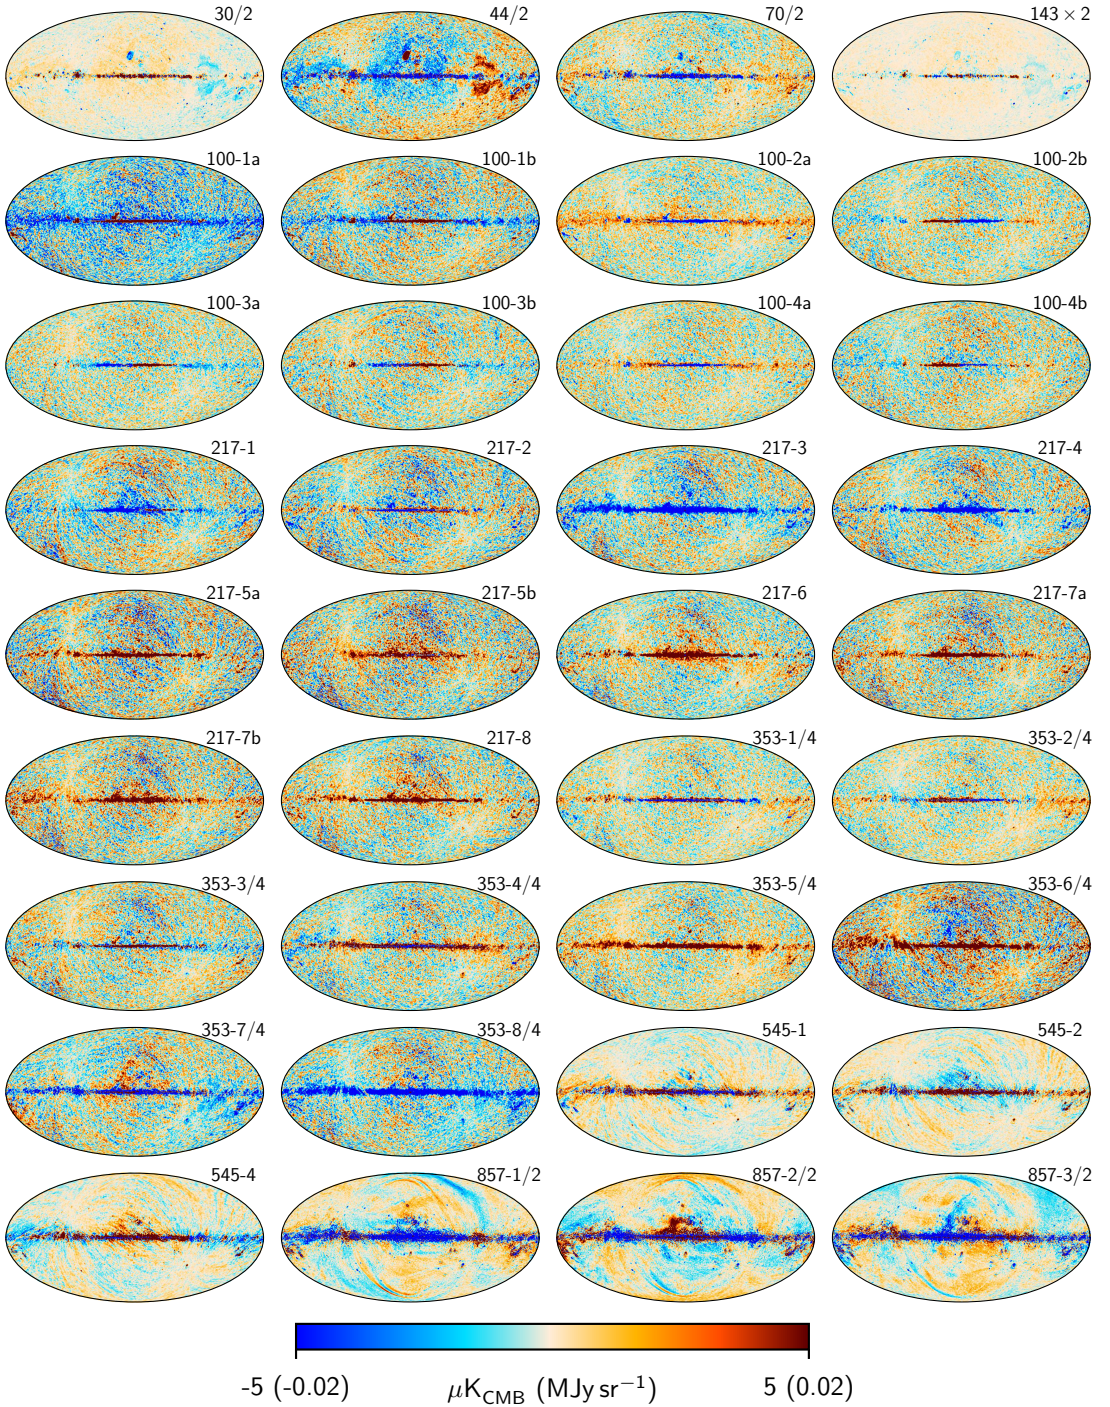 30/2 44/2 70/2 143 × 2
100-1a 100-1b 100-2a 100-2b
100-3a 100-3b 100-4a 100-4b
217-1 217-2 217-3 217-4
217-5a 217-5b 217-6 217-7a
217-7b 217-8 353-1/4 353-2/4
353-3/4 353-4/4 353-5/4 353-6/4
353-7/4 353-8/4 545-1 545-2
545-4 857-1/2 857-2/2 857-3/2
-5 (-0.02) μK_CMB (MJy sr⁻¹) 5 (0.02)